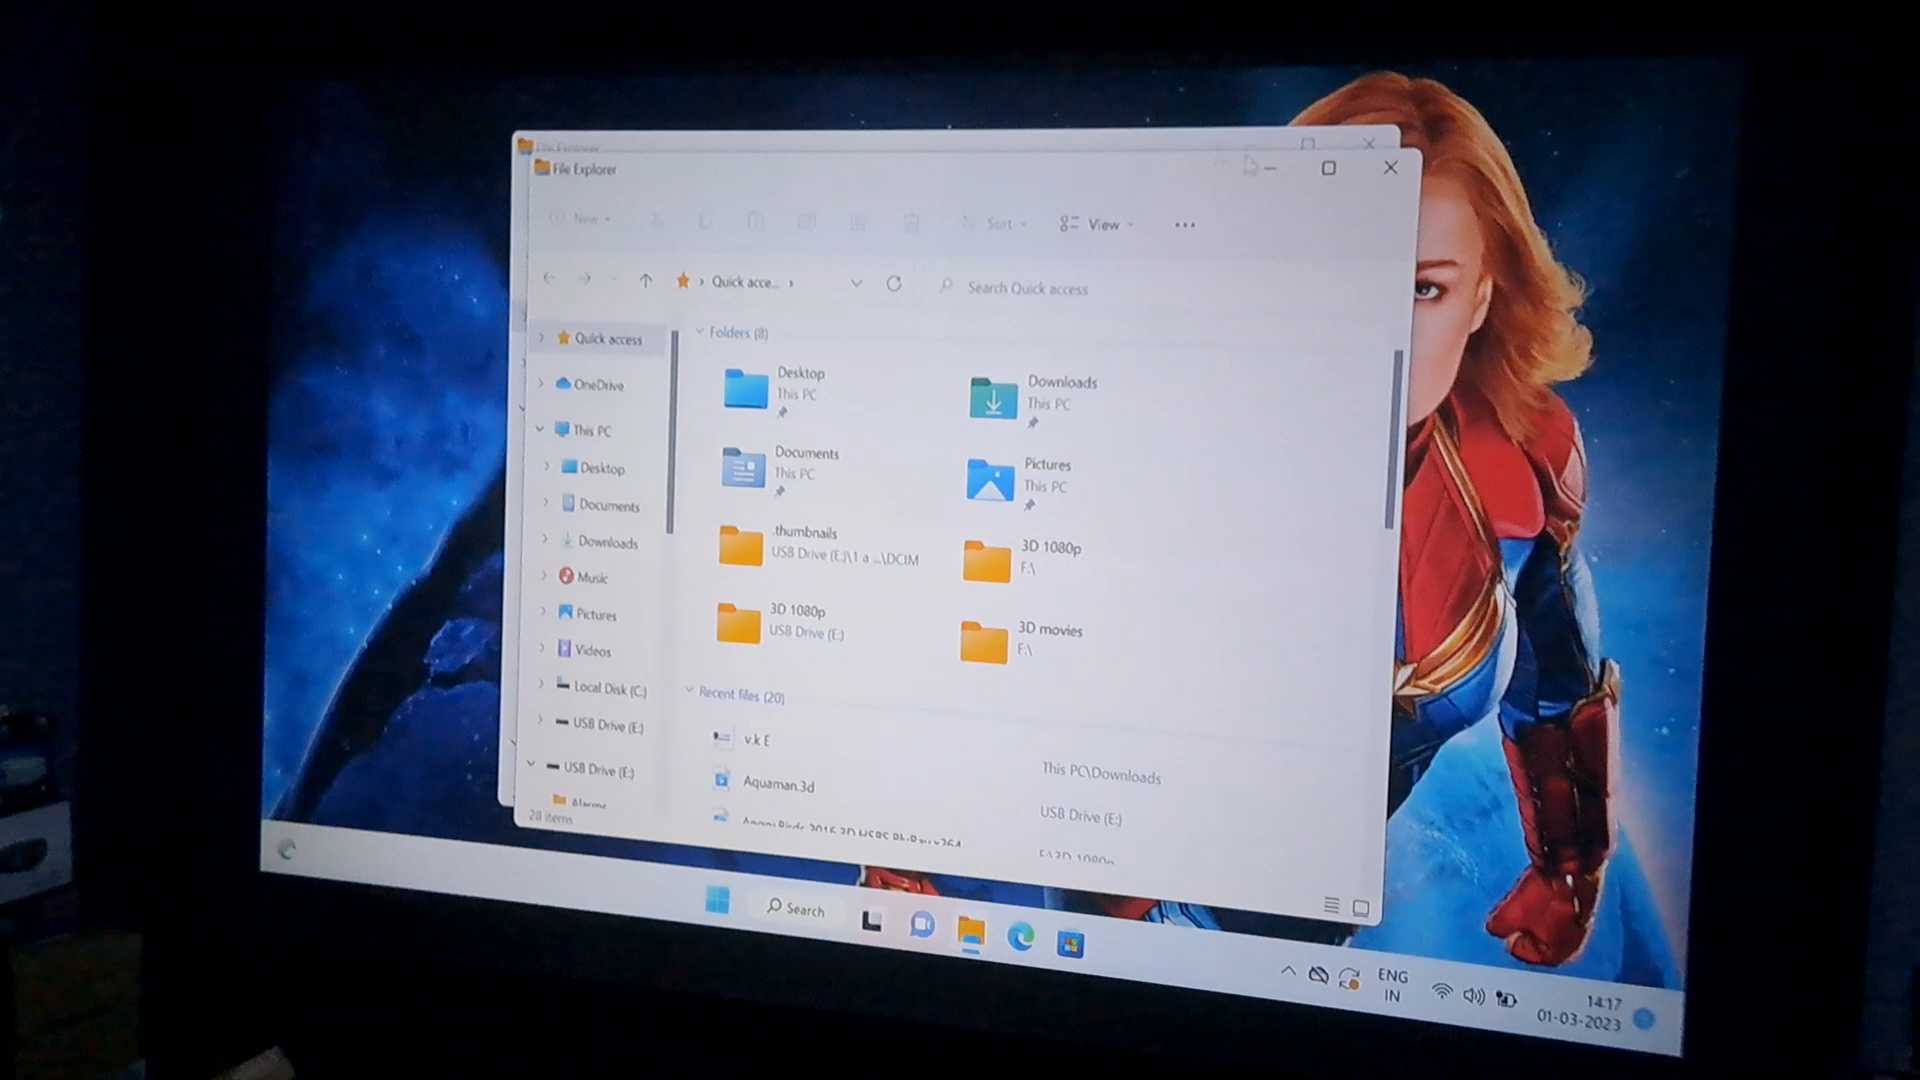 File Explorer
File Explorer
New
Sort
View
Quick acce...
Search Quick access
Quick access
OneDrive
This PC
Desktop
Documents
Downloads
Music
Pictures
Videos
Local Disk (C:)
USB Drive (E:)
USB Drive (E:)
Alarms
28 items
Folders (8)
Desktop
This PC
Downloads
This PC
Documents
This PC
Pictures
This PC
.thumbnails
USB Drive (E:)\1 a ...\DCIM
3D 1080p
F:\
3D 1080p
USB Drive (E:)
3D movies
F:\
Recent files (20)
v.k E
This PC\Downloads
Aquaman.3d
USB Drive (E:)
Angry Birds 2016 3D HSBS BluRay x264
F:\3D 1080p
Search
ENG
IN
14:17
01-03-2023